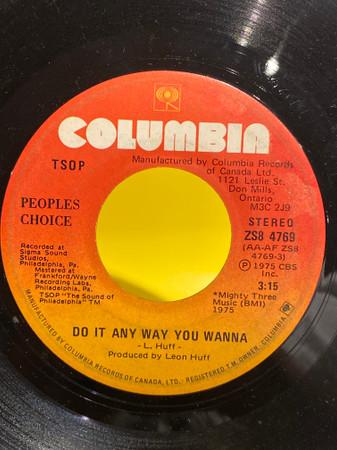 COLUMBIA
TSOP
Manufactured by Columbia Records
of Canada Ltd.
1121 Leslie St.
Don Mills,
Ontario
M3C 2J9
PEOPLES
CHOICE
STEREO
ZS8 4769
(AA-AF ZS8
4769-3)
Ⓟ 1975 CBS
Inc.
3:15
Recorded at
Sigma Sound
Studios,
Philadelphia, Pa.
Mastered at
Frankford/Wayne
Recording Labs,
Philadelphia, Pa.
TSOP "The Sound of
Philadelphia" TM
*Mighty Three
Music (BMI)
1975
DO IT ANY WAY YOU WANNA
- L. Huff -
Produced by Leon Huff
MANUFACTURED BY COLUMBIA RECORDS OF CANADA, LTD.· REGISTERED T.M. OWNER, COLUMBIA